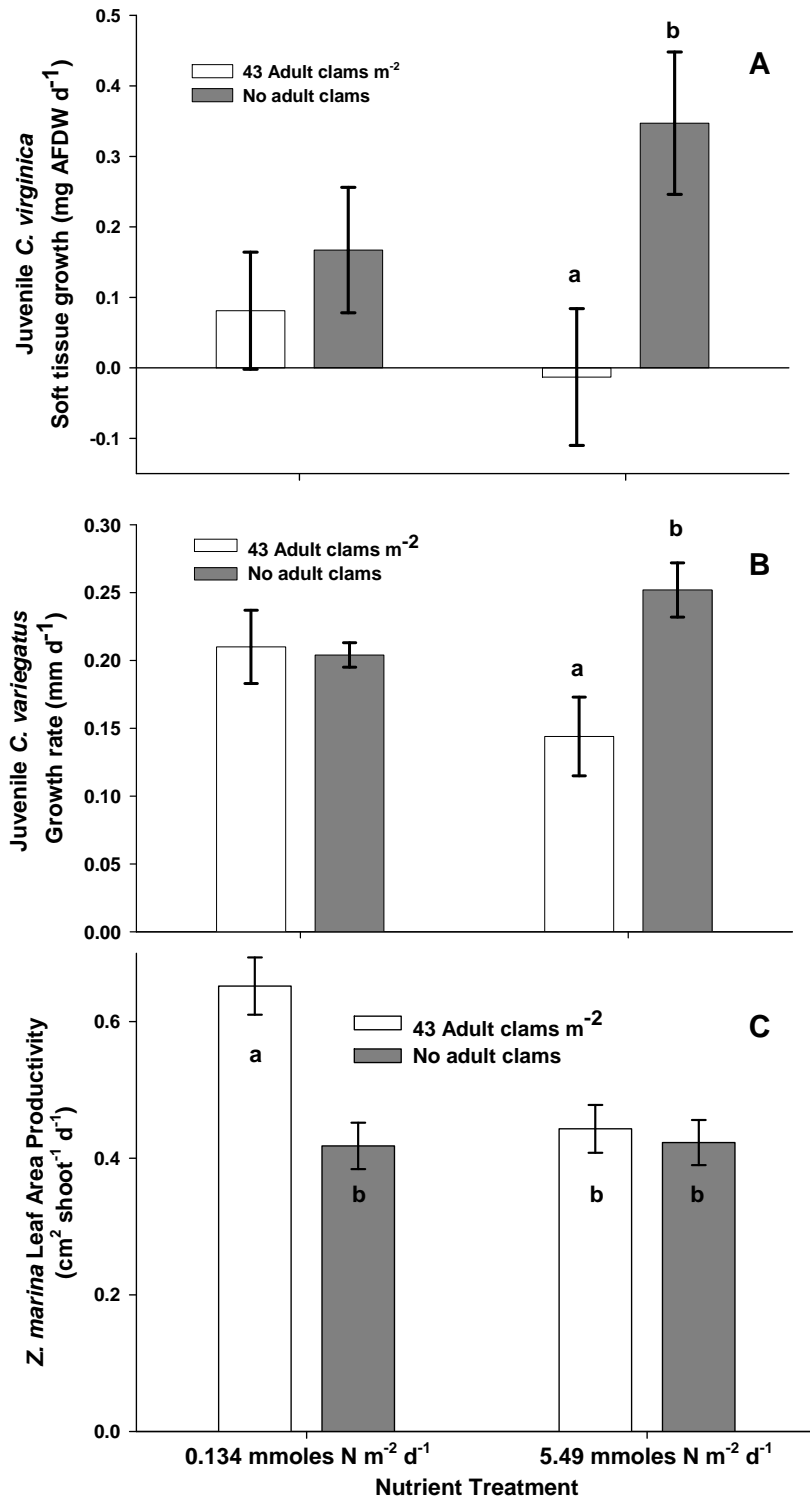 Juvenile C. virginica
Soft tissue growth (mg AFDW d⁻¹)
0.5
0.4
0.3
0.2
0.1
0.0
-0.1
43 Adult clams m⁻²
No adult clams
a
b
A
Juvenile C. variegatus
Growth rate (mm d⁻¹)
0.30
0.25
0.20
0.15
0.10
0.05
0.00
43 Adult clams m⁻²
No adult clams
a
b
B
Z. marina Leaf Area Productivity
(cm² shoot⁻¹ d⁻¹)
0.6
0.4
0.2
0.0
43 Adult clams m⁻²
No adult clams
C
a
b
b
b
0.134 mmoles N m⁻² d⁻¹
5.49 mmoles N m⁻² d⁻¹
Nutrient Treatment